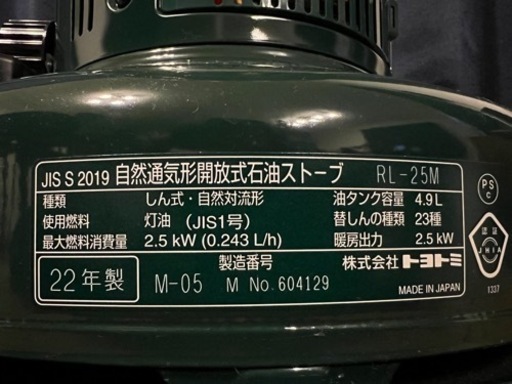 JIS S 2019 自然通気形開放式石油ストーブ RL-25M
種類 しん式・自然対流形 油タンク容量 4.9L
使用燃料 灯油 (JIS1号) 替しんの種類 23種
最大燃料消費量 2.5 kW (0.243 L/h) 暖房出力 2.5 kW
22年製 M-05 製造番号 M No.604129 株式会社トヨトミ
MADE IN JAPAN
PS
C
認証
JHIA
1337